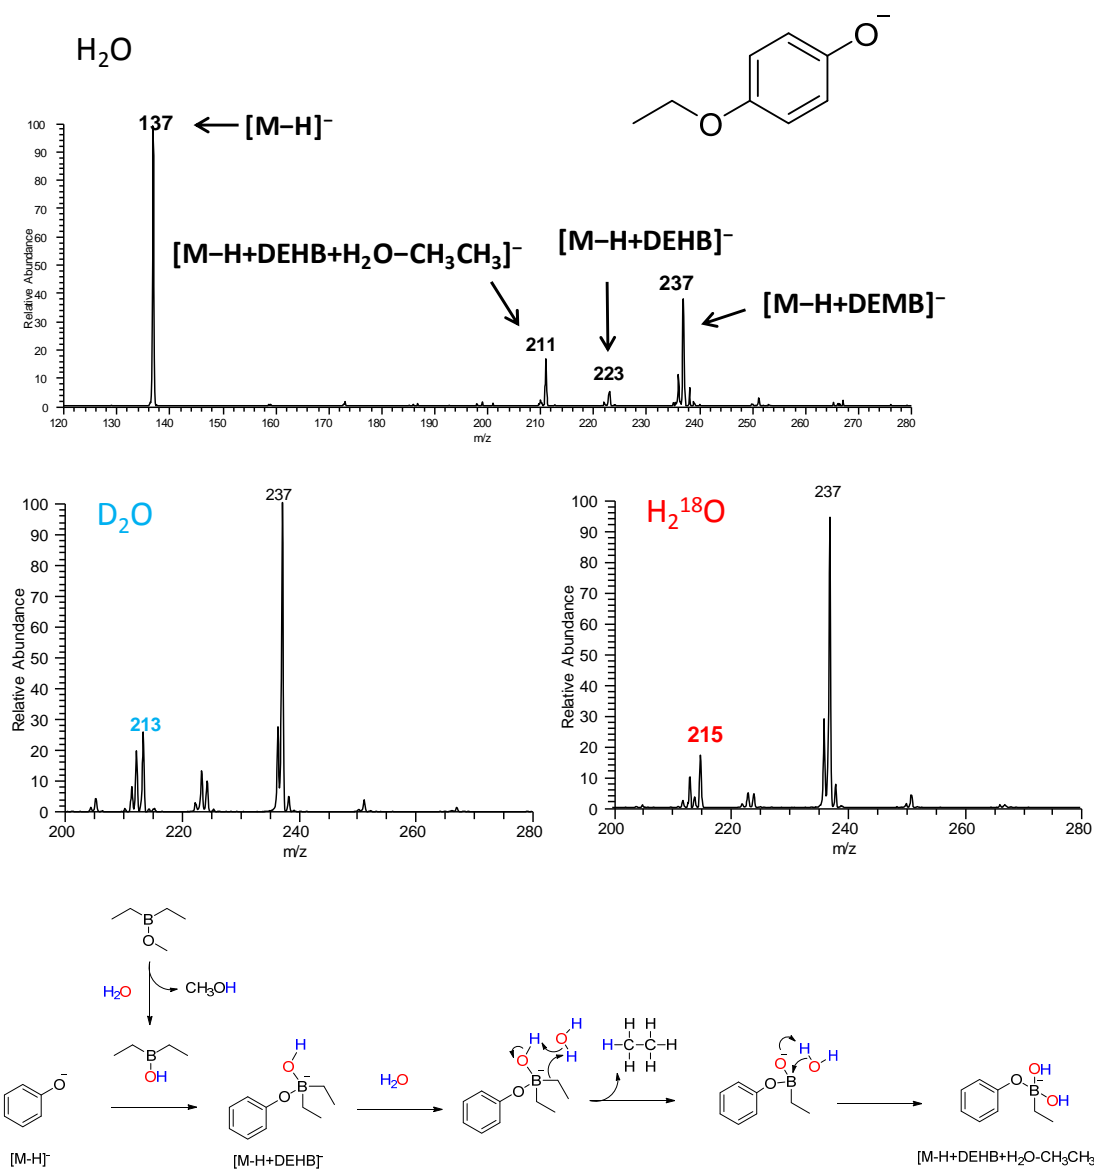 H₂O
O⁻
O
137
[M–H]⁻
[M–H+DEHB+H₂O–CH₃CH₃]⁻
[M–H+DEHB]⁻
237
[M–H+DEMB]⁻
211
223
Relative Abundance
100
90
80
70
60
50
40
30
20
10
0
120 130 140 150 160 170 180 190 200 210 220 230 240 250 260 270 280
m/z
D₂O
237
213
Relative Abundance
100
90
80
70
60
50
40
30
20
10
0
200 220 240 260 280
m/z
H₂¹⁸O
237
215
Relative Abundance
100
90
80
70
60
50
40
30
20
10
0
200 220 240 260 280
m/z
B
O
H₂O CH₃OH
B
OH
O⁻
[M-H]⁻
H
O
B⁻
O
[M-H+DEHB]⁻
H₂O
H
O
H
O
H
B⁻
O
H H
H C C H
H H
O⁻
H
O
H
O
B
OH
O
B⁻
OH
[M-H+DEHB+H₂O-CH₃CH₃